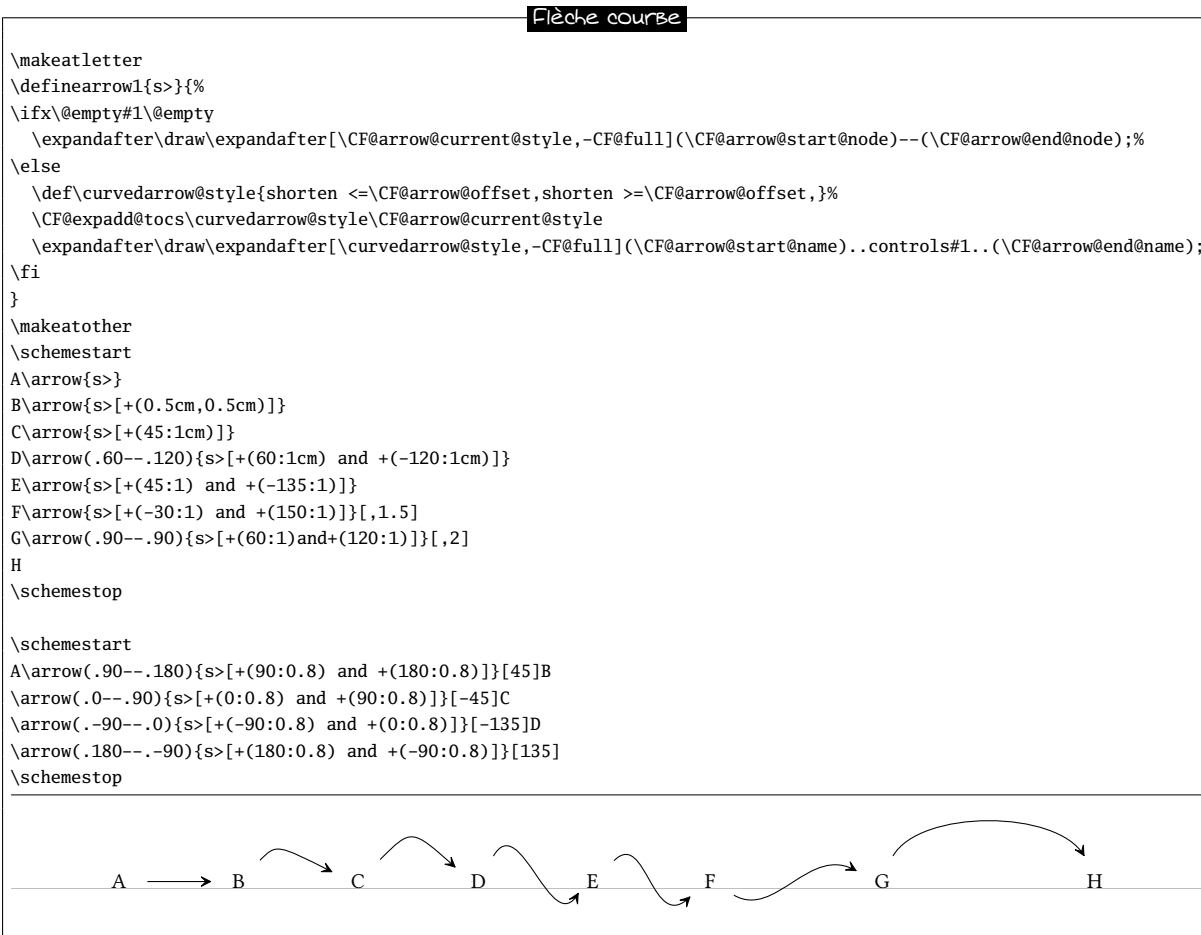 Flèche courbe
\makeatletter
\definearrow1{s>}{%
\ifx\@empty#1\@empty
  \expandafter\draw\expandafter[\CF@arrow@current@style,-CF@full](\CF@arrow@start@node)--(\CF@arrow@end@node);%
\else
  \def\curvedarrow@style{shorten <=\CF@arrow@offset,shorten >=\CF@arrow@offset,}%
  \CF@expadd@tocs\curvedarrow@style\CF@arrow@current@style
  \expandafter\draw\expandafter[\curvedarrow@style,-CF@full](\CF@arrow@start@name)..controls#1..(\CF@arrow@end@name);
\fi
}
\makeatother
\schemestart
A\arrow{s>}
B\arrow{s>[+(0.5cm,0.5cm)]}
C\arrow{s>[+(45:1cm)]}
D\arrow(.60--.120){s>[+(60:1cm) and +(-120:1cm)]}
E\arrow{s>[+(45:1) and +(-135:1)]}
F\arrow{s>[+(-30:1) and +(150:1)]}[,1.5]
G\arrow(.90--.90){s>[+(60:1)and+(120:1)]}[,2]
H
\schemestop
\schemestart
A\arrow(.90--.180){s>[+(90:0.8) and +(180:0.8)]}[45]B
\arrow(.0--.90){s>[+(0:0.8) and +(90:0.8)]}[-45]C
\arrow(.-90--.0){s>[+(-90:0.8) and +(0:0.8)]}[-135]D
\arrow(.180--.-90){s>[+(180:0.8) and +(-90:0.8)]}[135]
\schemestop
A B C D E F G H